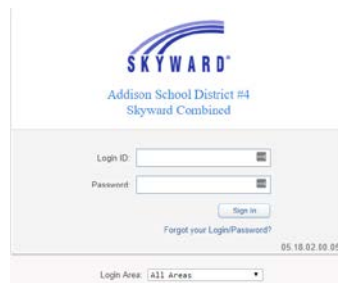 SKYWARD®
Addison School District #4
Skyward Combined
Login ID:
Password:
Sign In
Forgot your Login/Password?
05.18.02.00.05
Login Area: All Areas